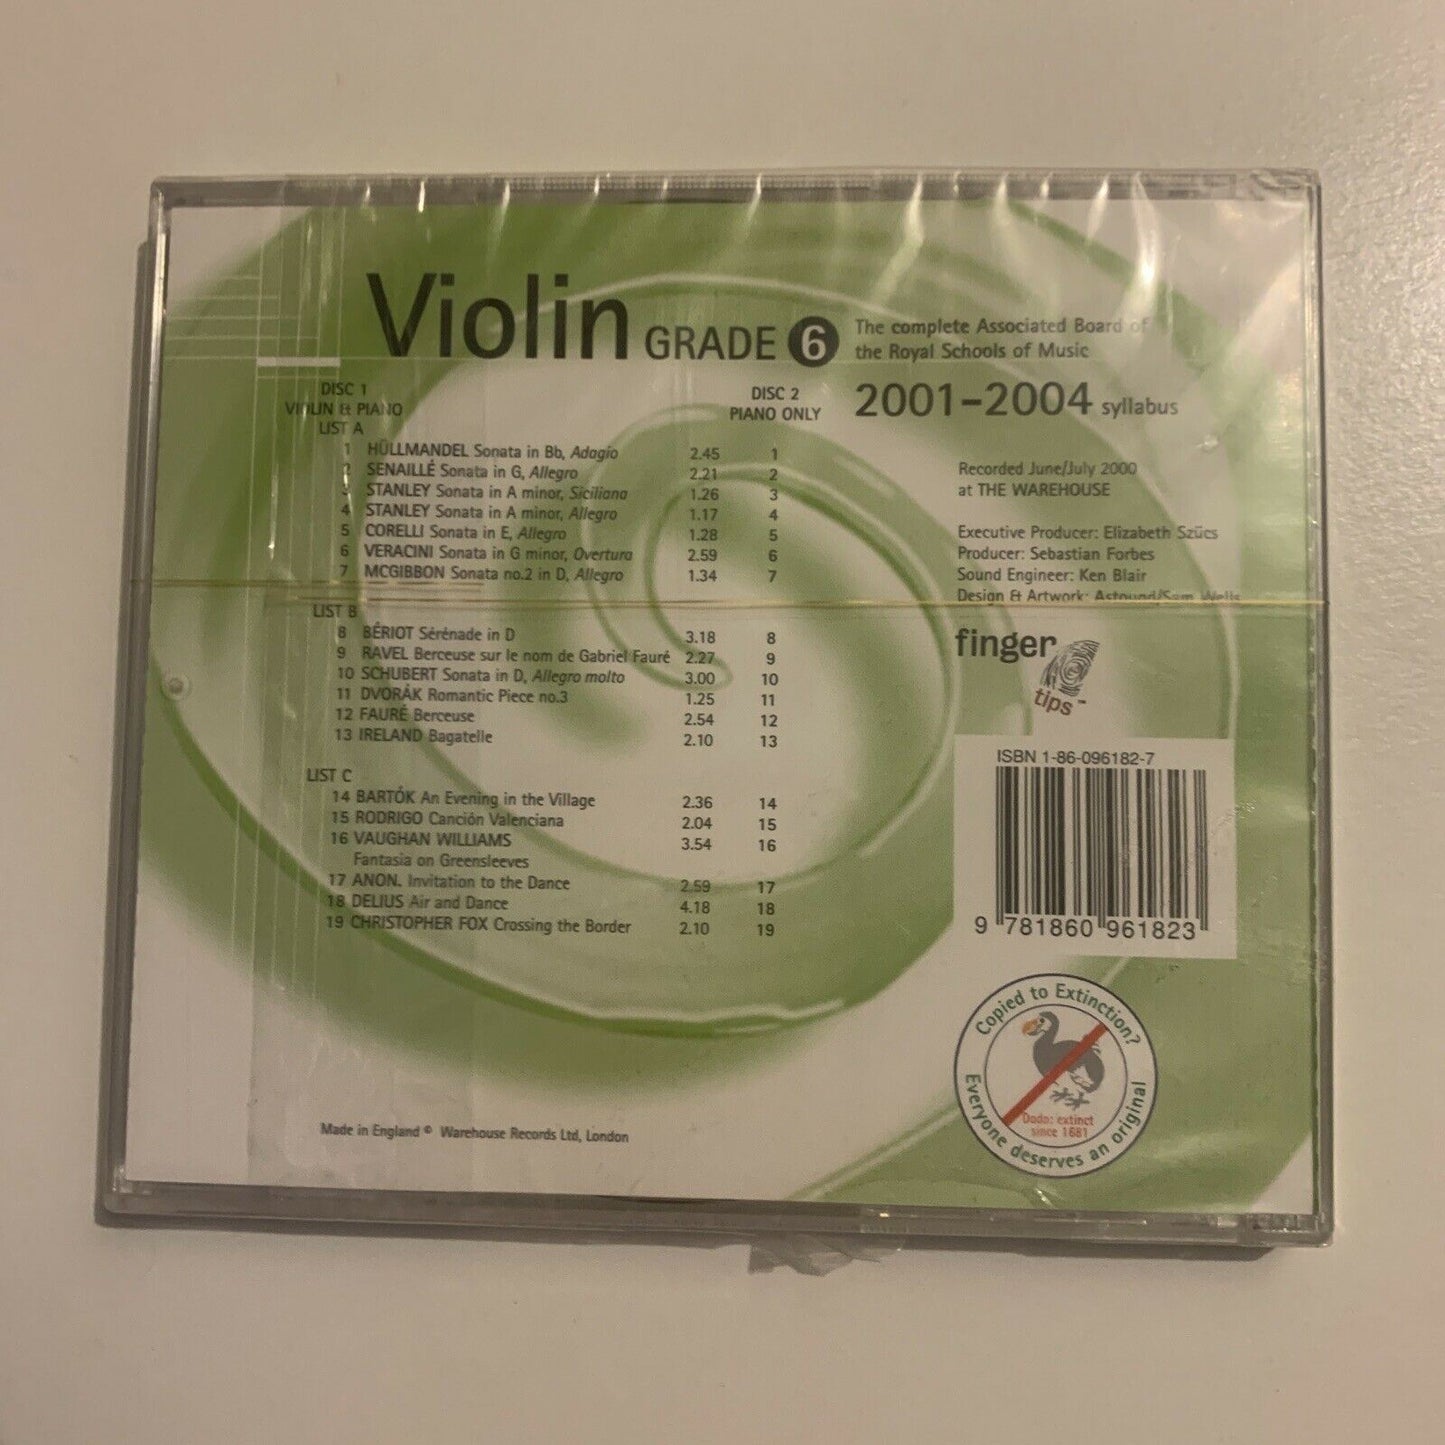 Violin GRADE 6
The complete Associated Board of
the Royal Schools of Music
2001–2004 syllabus
DISC 1
VIOLIN & PIANO
DISC 2
PIANO ONLY
LIST A
1 HÜLLMANDEL Sonata in Bb, Adagio 2.45 1
2 SENAILLÉ Sonata in G, Allegro 2.21 2
3 STANLEY Sonata in A minor, Siciliana 1.26 3
4 STANLEY Sonata in A minor, Allegro 1.17 4
5 CORELLI Sonata in E, Allegro 1.28 5
6 VERACINI Sonata in G minor, Overtura 2.59 6
7 MCGIBBON Sonata no.2 in D, Allegro 1.34 7
LIST B
8 BÉRIOT Sérénade in D 3.18 8
9 RAVEL Berceuse sur le nom de Gabriel Fauré 2.27 9
10 SCHUBERT Sonata in D, Allegro molto 3.00 10
11 DVORÁK Romantic Piece no.3 1.25 11
12 FAURÉ Berceuse 2.54 12
13 IRELAND Bagatelle 2.10 13
LIST C
14 BARTÓK An Evening in the Village 2.36 14
15 RODRIGO Canción Valenciana 2.04 15
16 VAUGHAN WILLIAMS 3.54 16
Fantasia on Greensleeves
17 ANON. Invitation to the Dance 2.59 17
18 DELIUS Air and Dance 4.18 18
19 CHRISTOPHER FOX Crossing the Border 2.10 19
Recorded June/July 2000
at THE WAREHOUSE
Executive Producer: Elizabeth Szücs
Producer: Sebastian Forbes
Sound Engineer: Ken Blair
Design & Artwork: Astound/Sam Wells
finger
tips™
ISBN 1-86-096182-7
9 781860 961823
Copied to Extinction?
Dodo: extinct
since 1681
Everyone deserves an original
Made in England © Warehouse Records Ltd, London